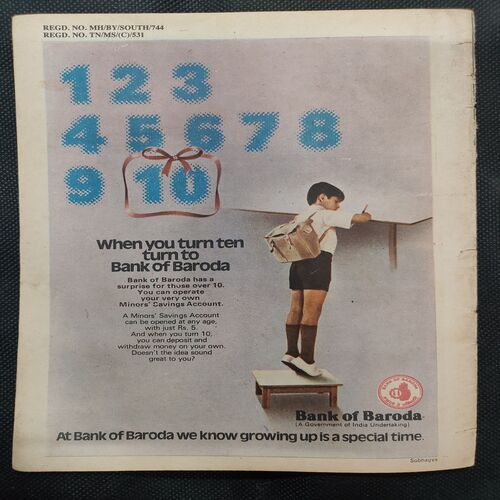 REGD. NO. MH/BY/SOUTH/744
REGD. NO. TN/MS/(C)/531
1 2 3
4 5 6 7 8
9 10
When you turn ten
turn to
Bank of Baroda
Bank of Baroda has a
surprise for those over 10.
You can operate
your very own
Minors' Savings Account.
A Minors' Savings Account
can be opened at any age,
with just Rs. 5.
And when you turn 10,
you can deposit and
withdraw money on your own.
Doesn't the idea sound
great to you?
BANK OF BARODA
Bank of Baroda
(A Government of India Undertaking)
At Bank of Baroda we know growing up is a special time.